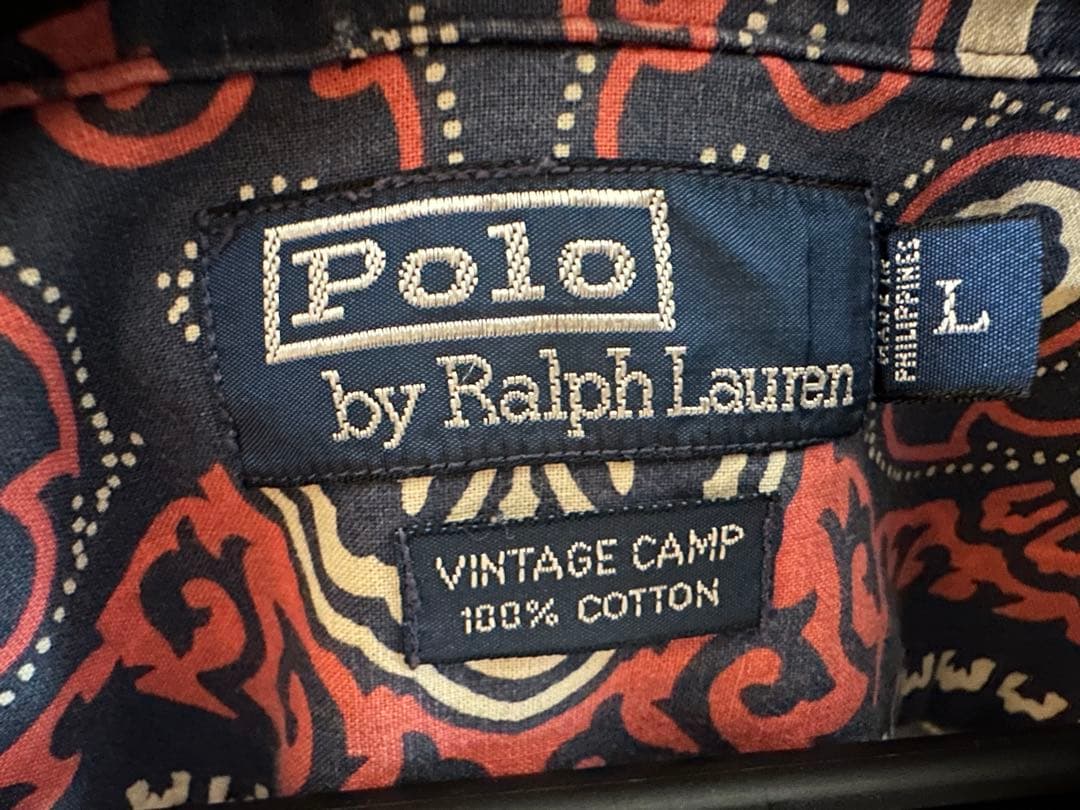 Polo
by Ralph Lauren
PHILIPPINES
L
VINTAGE CAMP
100% COTTON